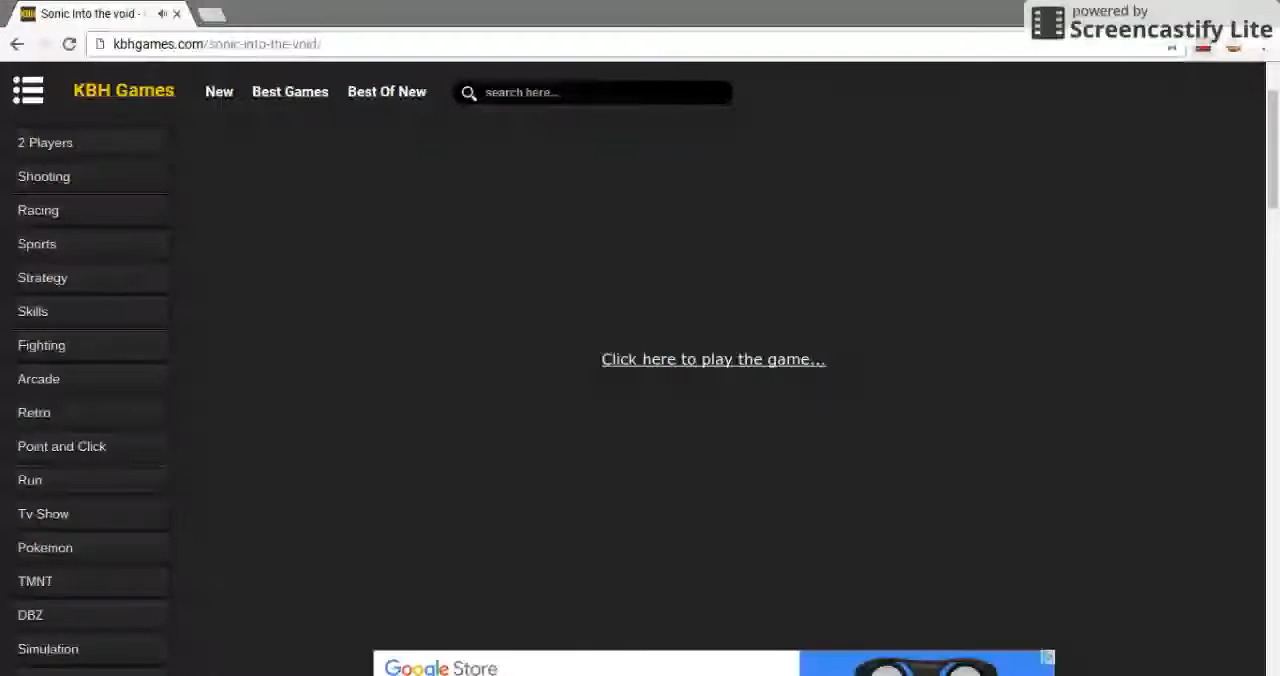 Sonic Into the void -
powered by
Screencastify Lite
kbhgames.com/sonic-into-the-void/
KBH Games
New
Best Games
Best Of New
search here...
2 Players
Shooting
Racing
Sports
Strategy
Skills
Fighting
Arcade
Retro
Point and Click
Run
Tv Show
Pokemon
TMNT
DBZ
Simulation
Click here to play the game...
Google Store